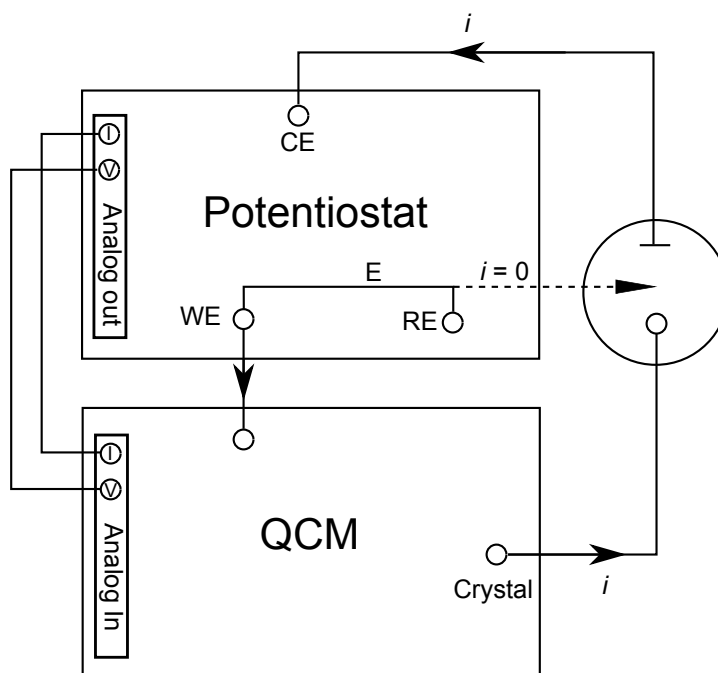 i
I
CE
V
Potentiostat
Analog out
E
i = 0
WE
RE
I
V
QCM
Analog In
Crystal
i